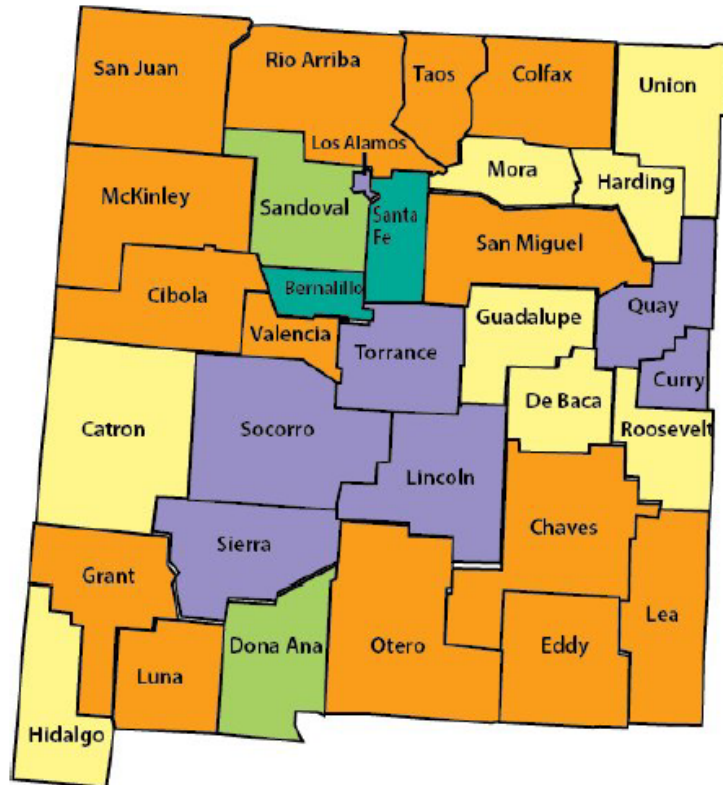 San Juan
Rio Arriba
Taos
Colfax
Union
Los Alamos
Mora
Harding
McKinley
Sandoval
Santa
Fe
San Miguel
Cibola
Bernalillo
Quay
Valencia
Guadalupe
Torrance
Curry
De Baca
Catron
Socorro
Roosevelt
Lincoln
Chaves
Sierra
Grant
Lea
Dona Ana
Otero
Eddy
Luna
Hidalgo